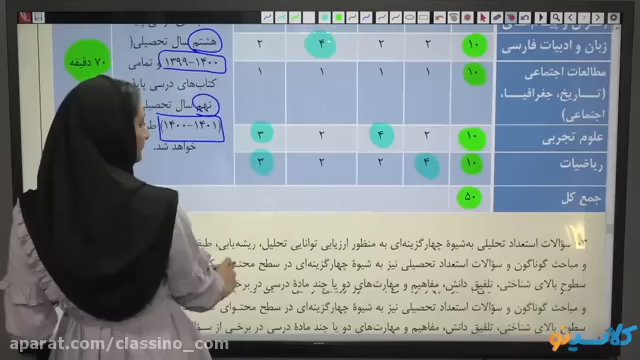 زبان و ادبیات فارسی ۱۰ ۲ ۲ ۴ ۲
مطالعات اجتماعی (تاریخ، جغرافیا، اجتماعی) ۱۰ ۱ ۱ ۱ ۱
علوم تجربی ۱۰ ۲ ۴ ۲ ۳
ریاضیات ۱۰ ۴ ۲ ۲ ۳
جمع کل ۵۰
هشتم سال تحصیلی(
۱۴۰۰-۱۳۹۹) و تمامی
کتاب‌های درسی پایه
نهم سال تحصیلی
(۱۴۰۱-۱۴۰۰)
خواهد شد.
۷۰ دقیقه
سؤالات استعداد تحلیلی به‌شیوهٔ چهارگزینه‌ای به منظور ارزیابی توانایی تحلیل، ریشه‌یابی،
و مباحث گوناگون و سؤالات استعداد تحصیلی نیز به شیوهٔ چهارگزینه‌ای در سطح
سطوح بالای شناختی، تلفیق دانش، مفاهیم و مهارت‌های دو یا چند مادهٔ درسی در برخی
و مباحث گوناگون و سؤالات استعداد تحصیلی نیز به شیوهٔ چهارگزینه‌ای در سطح محتوای
سطوح بالای شناختی، تلفیق دانش، مفاهیم و مهارت‌های دو یا چند مادهٔ درسی در برخی از
کلاسینو
aparat.com/classino_com